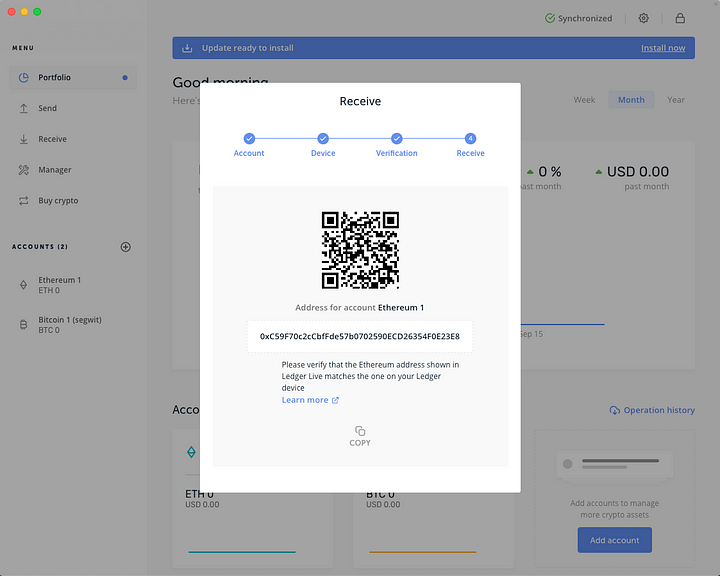 Synchronized
Update ready to install
Install now
MENU
Portfolio
Send
Receive
Manager
Buy crypto
ACCOUNTS (2)
Ethereum 1
ETH 0
Bitcoin 1 (segwit)
BTC 0
Good morning
Here's
Week
Month
Year
0 %
past month
USD 0.00
past month
Sep 15
Receive
Account
Device
Verification
4
Receive
Address for account Ethereum 1
0xC59F70c2cCbfFde57b0702590ECD26354F0E23E8
Please verify that the Ethereum address shown in
Ledger Live matches the one on your Ledger
device
Learn more
COPY
Operation history
ETH 0
USD 0.00
BTC 0
USD 0.00
Add accounts to manage
more crypto assets
Add account